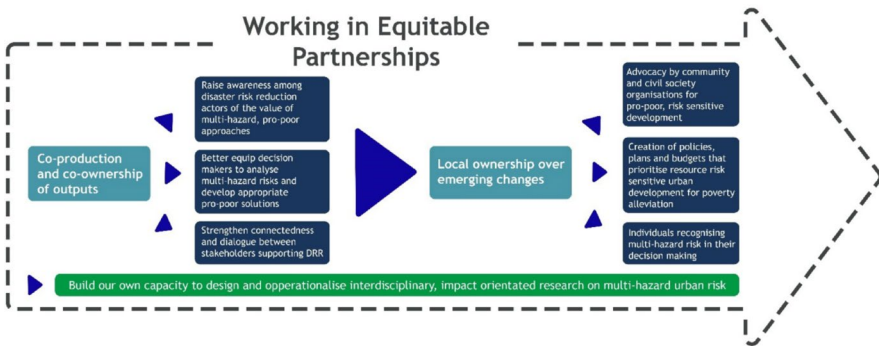 Working in Equitable
Partnerships
Raise awareness among
disaster risk reduction
actors of the value of
multi-hazard, pro-poor
approaches
Co-production
and co-ownership
of outputs
Better equip decision
makers to analyse
multi-hazard risks and
develop appropriate
pro-poor solutions
Strengthen connectedness
and dialogue between
stakeholders supporting DRR
Local ownership over
emerging changes
Advocacy by community
and civil society
organisations for
pro-poor, risk sensitive
development
Creation of policies,
plans and budgets that
prioritise resource risk
sensitive urban
development for poverty
alleviation
Individuals recognising
multi-hazard risk in their
decision making
Build our own capacity to design and opperationalise interdisciplinary, impact orientated research on multi-hazard urban risk